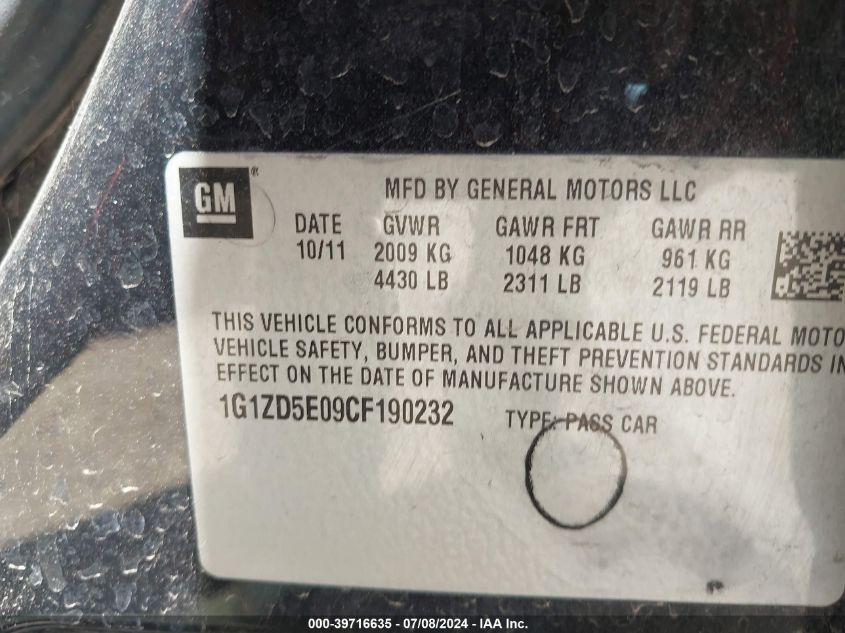 GM
®
MFD BY GENERAL MOTORS LLC
DATE GVWR GAWR FRT GAWR RR
10/11 2009 KG 1048 KG 961 KG
4430 LB 2311 LB 2119 LB
THIS VEHICLE CONFORMS TO ALL APPLICABLE U.S. FEDERAL MOTO
VEHICLE SAFETY, BUMPER, AND THEFT PREVENTION STANDARDS IN
EFFECT ON THE DATE OF MANUFACTURE SHOWN ABOVE.
1G1ZD5E09CF190232 TYPE: PASS CAR
000-39716635 - 07/08/2024 - IAA Inc.